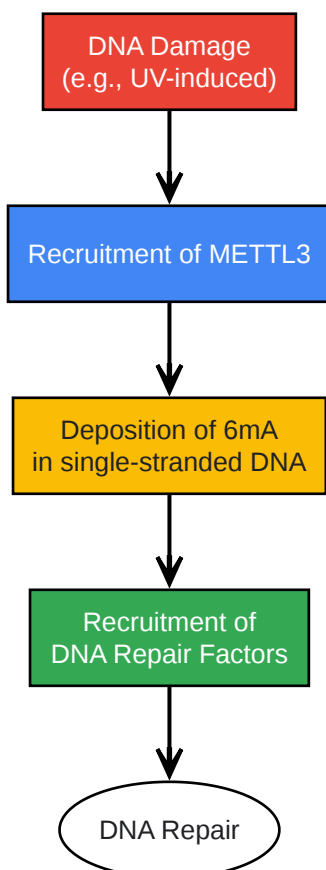 DNA Damage
(e.g., UV-induced)
Recruitment of METTL3
Deposition of 6mA
in single-stranded DNA
Recruitment of
DNA Repair Factors
DNA Repair